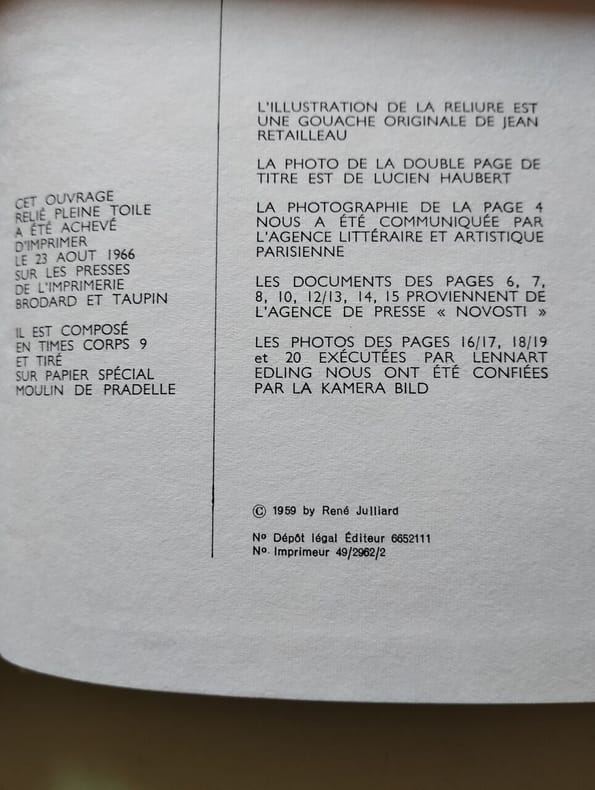 CET OUVRAGE
RELIÉ PLEINE TOILE
A ÉTÉ ACHEVÉ
D'IMPRIMER
LE 23 AOUT 1966
SUR LES PRESSES
DE L'IMPRIMERIE
BRODARD ET TAUPIN
IL EST COMPOSÉ
EN TIMES CORPS 9
ET TIRÉ
SUR PAPIER SPÉCIAL
MOULIN DE PRADELLE
L'ILLUSTRATION DE LA RELIURE EST
UNE GOUACHE ORIGINALE DE JEAN
RETAILLEAU
LA PHOTO DE LA DOUBLE PAGE DE
TITRE EST DE LUCIEN HAUBERT
LA PHOTOGRAPHIE DE LA PAGE 4
NOUS A ÉTÉ COMMUNIQUÉE PAR
L'AGENCE LITTÉRAIRE ET ARTISTIQUE
PARISIENNE
LES DOCUMENTS DES PAGES 6, 7,
8, 10, 12/13, 14, 15 PROVIENNENT DE
L'AGENCE DE PRESSE « NOVOSTI »
LES PHOTOS DES PAGES 16/17, 18/19
et 20 EXÉCUTÉES PAR LENNART
EDLING NOUS ONT ÉTÉ CONFIÉES
PAR LA KAMERA BILD
© 1959 by René Julliard
Nº Dépôt légal Éditeur 6652111
Nº. Imprimeur 49/2962/2